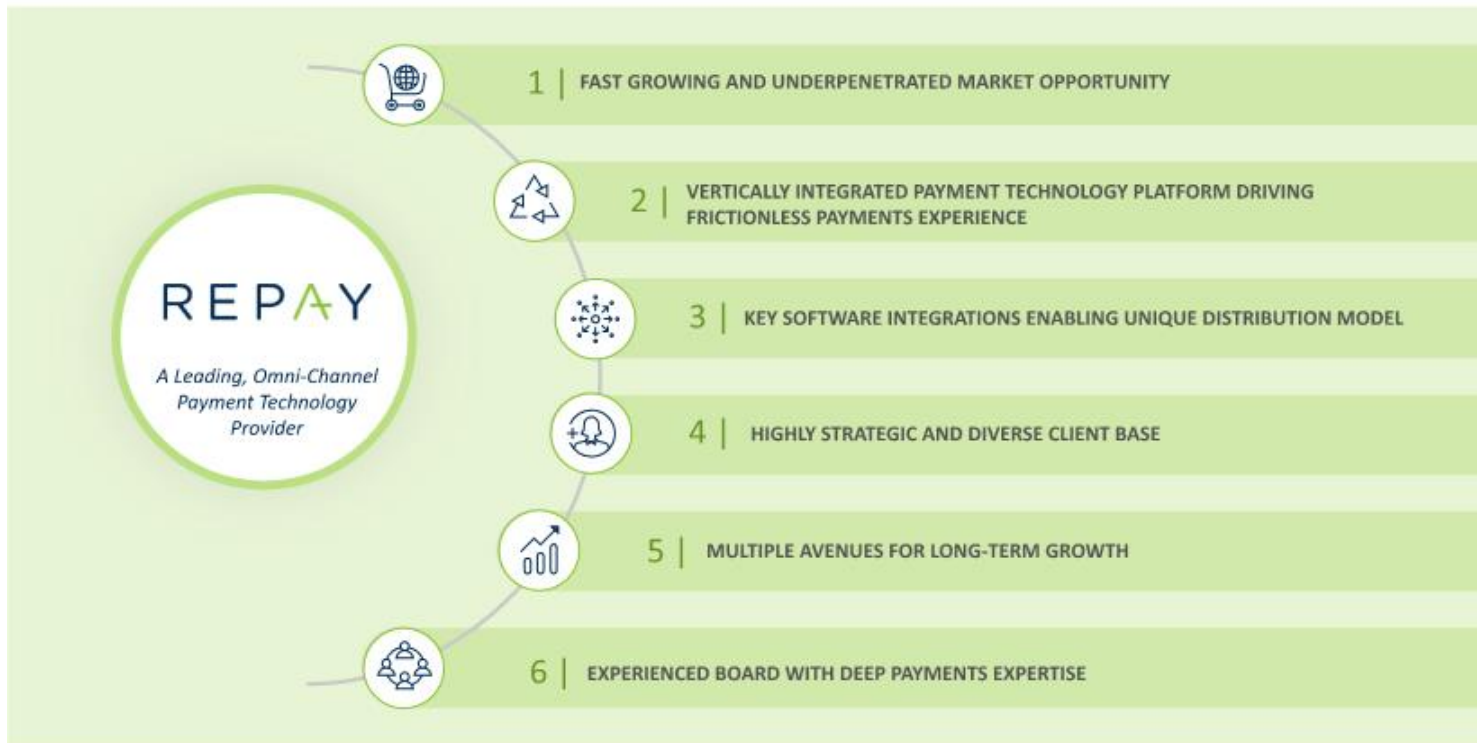 REPAY
A Leading, Omni-Channel
Payment Technology
Provider
1 | FAST GROWING AND UNDERPENETRATED MARKET OPPORTUNITY
2 | VERTICALLY INTEGRATED PAYMENT TECHNOLOGY PLATFORM DRIVING
FRICTIONLESS PAYMENTS EXPERIENCE
3 | KEY SOFTWARE INTEGRATIONS ENABLING UNIQUE DISTRIBUTION MODEL
4 | HIGHLY STRATEGIC AND DIVERSE CLIENT BASE
5 | MULTIPLE AVENUES FOR LONG-TERM GROWTH
6 | EXPERIENCED BOARD WITH DEEP PAYMENTS EXPERTISE